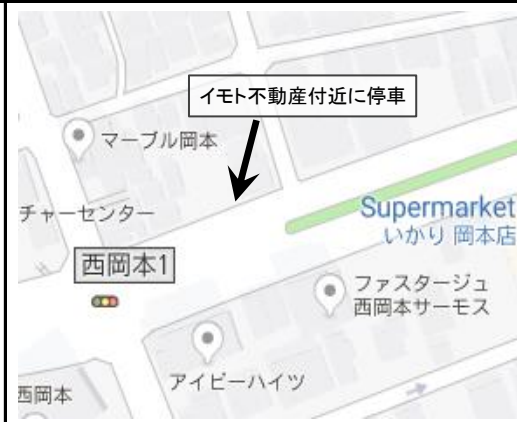 イモト不動産付近に停車
マーブル岡本
チャーセンター
Supermarket
いかり 岡本店
西岡本1
ファスタージュ
西岡本サーモス
アイビーハイツ
西岡本